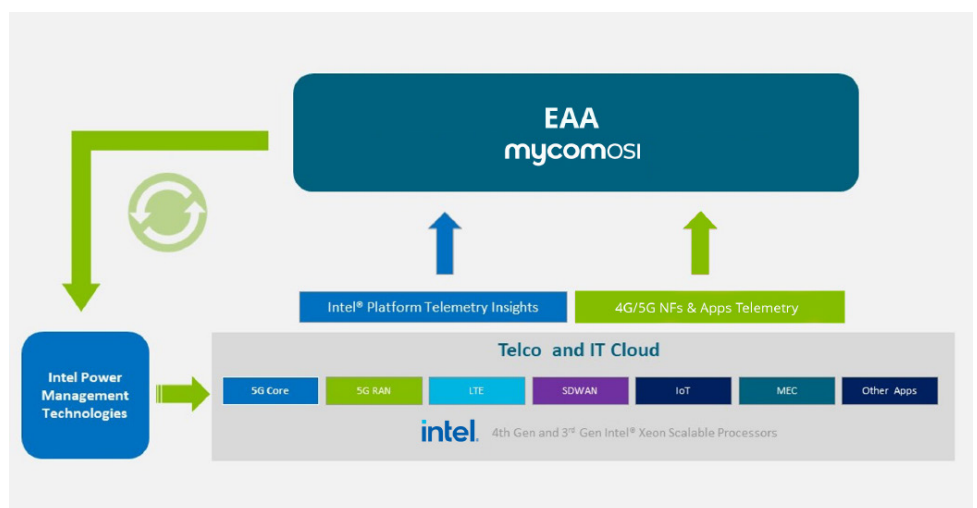 EAA
mycomosi
Intel® Platform Telemetry Insights
4G/5G NFs & Apps Telemetry
Telco and IT Cloud
Intel Power
Management
Technologies
5G Core
5G RAN
LTE
SDWAN
IoT
MEC
Other Apps
intel. 4th Gen and 3rd Gen Intel® Xeon Scalable Processors